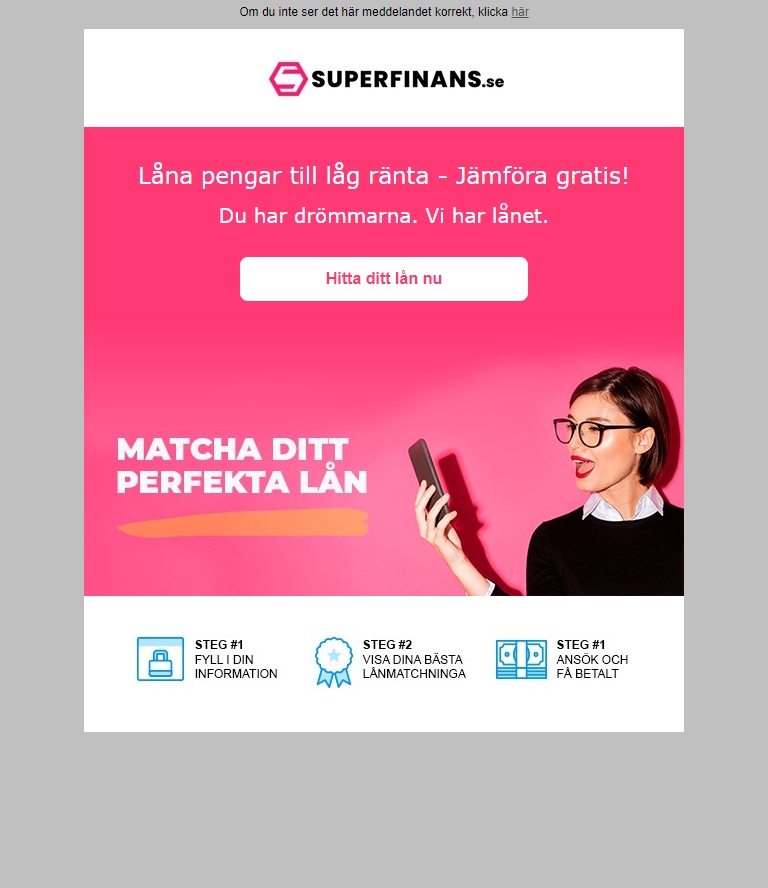 Om du inte ser det här meddelandet korrekt, klicka här
SUPERFINANS.se
Låna pengar till låg ränta - Jämföra gratis!
Du har drömmarna. Vi har lånet.
Hitta ditt lån nu
MATCHA DITT
PERFEKTA LÅN
STEG #1
FYLL I DIN
INFORMATION
STEG #2
VISA DINA BÄSTA
LÅNMATCHNINGA
STEG #1
ANSÖK OCH
FÅ BETALT